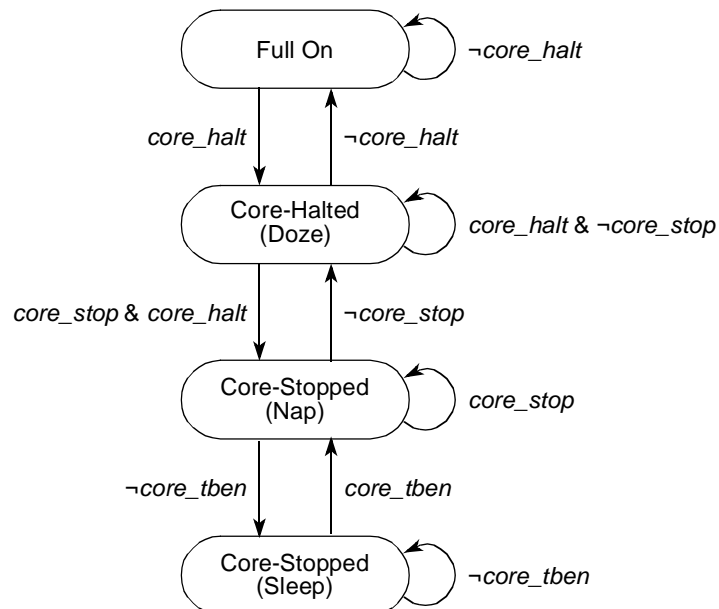 Full On
¬core_halt
core_halt
¬core_halt
Core-Halted
(Doze)
core_halt & ¬core_stop
core_stop & core_halt
¬core_stop
Core-Stopped
(Nap)
core_stop
¬core_tben
core_tben
Core-Stopped
(Sleep)
¬core_tben